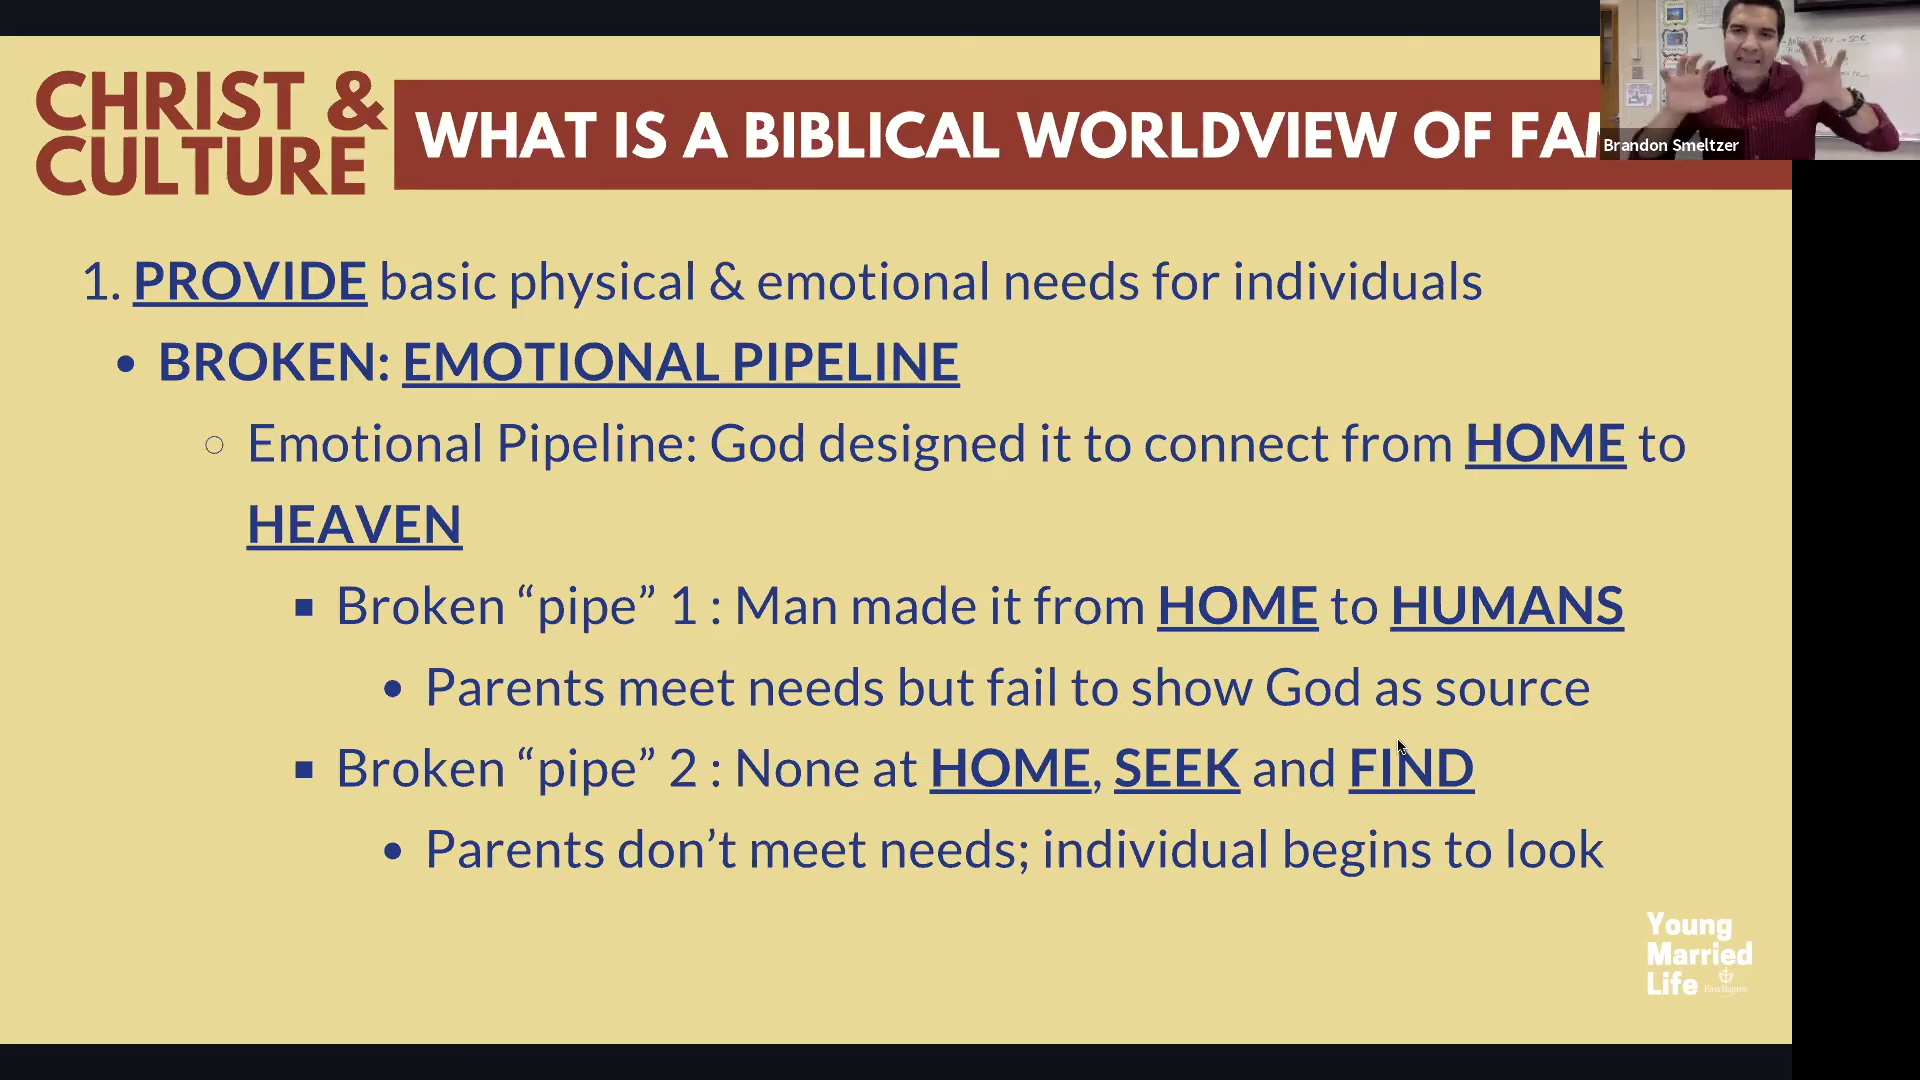 CHRIST &
CULTURE
WHAT IS A BIBLICAL WORLDVIEW OF
Brandon Smeltzer
1. PROVIDE basic physical & emotional needs for individuals
• BROKEN: EMOTIONAL PIPELINE
○ Emotional Pipeline: God designed it to connect from HOME to
HEAVEN
■ Broken “pipe” 1 : Man made it from HOME to HUMANS
• Parents meet needs but fail to show God as source
■ Broken “pipe” 2 : None at HOME, SEEK and FIND
• Parents don’t meet needs; individual begins to look
Young
Married
Life First Baptist